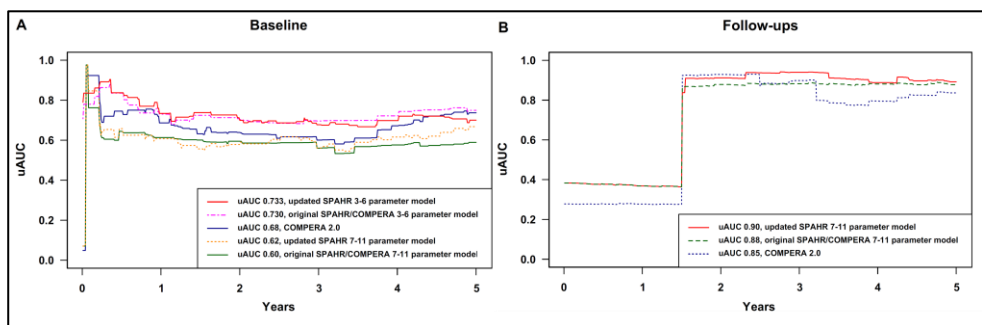 A
Baseline
uAUC
1.0
0.8
0.6
0.4
0.2
0.0
0
1
2
3
4
5
Years
uAUC 0.733, updated SPAHR 3-6 parameter model
uAUC 0.730, original SPAHR/COMPERA 3-6 parameter model
uAUC 0.68, COMPERA 2.0
uAUC 0.62, updated SPAHR 7-11 parameter model
uAUC 0.60, original SPAHR/COMPERA 7-11 parameter model
B
Follow-ups
uAUC
1.0
0.8
0.6
0.4
0.2
0.0
0
1
2
3
4
5
Years
uAUC 0.90, updated SPAHR 7-11 parameter model
uAUC 0.88, original SPAHR/COMPERA 7-11 parameter model
uAUC 0.85, COMPERA 2.0